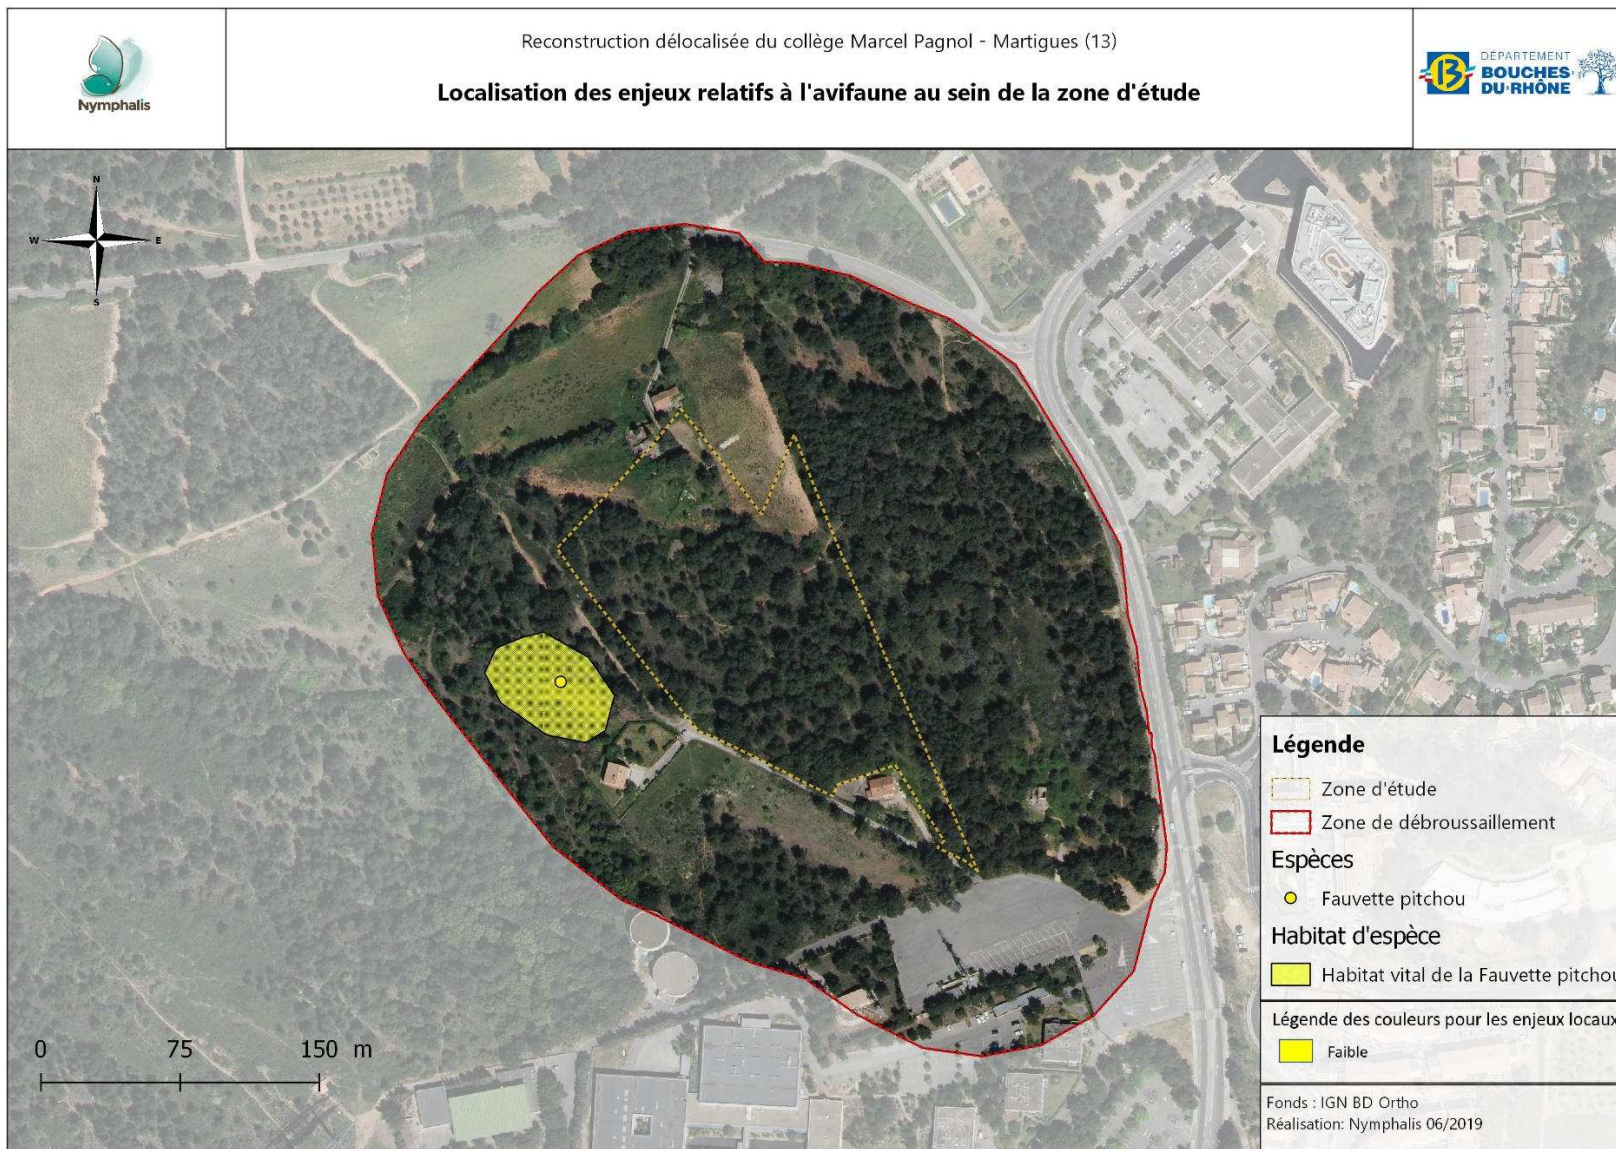 Nymphalis
Reconstruction délocalisée du collège Marcel Pagnol - Martigues (13)
Localisation des enjeux relatifs à l'avifaune au sein de la zone d'étude
13
DÉPARTEMENT
BOUCHES
DU-RHÔNE
N
W
E
S
Légende
Zone d'étude
Zone de débroussaillement
Espèces
Fauvette pitchou
Habitat d'espèce
Habitat vital de la Fauvette pitchou
Légende des couleurs pour les enjeux locaux
Faible
Fonds : IGN BD Ortho
Réalisation: Nymphalis 06/2019
0 75 150 m